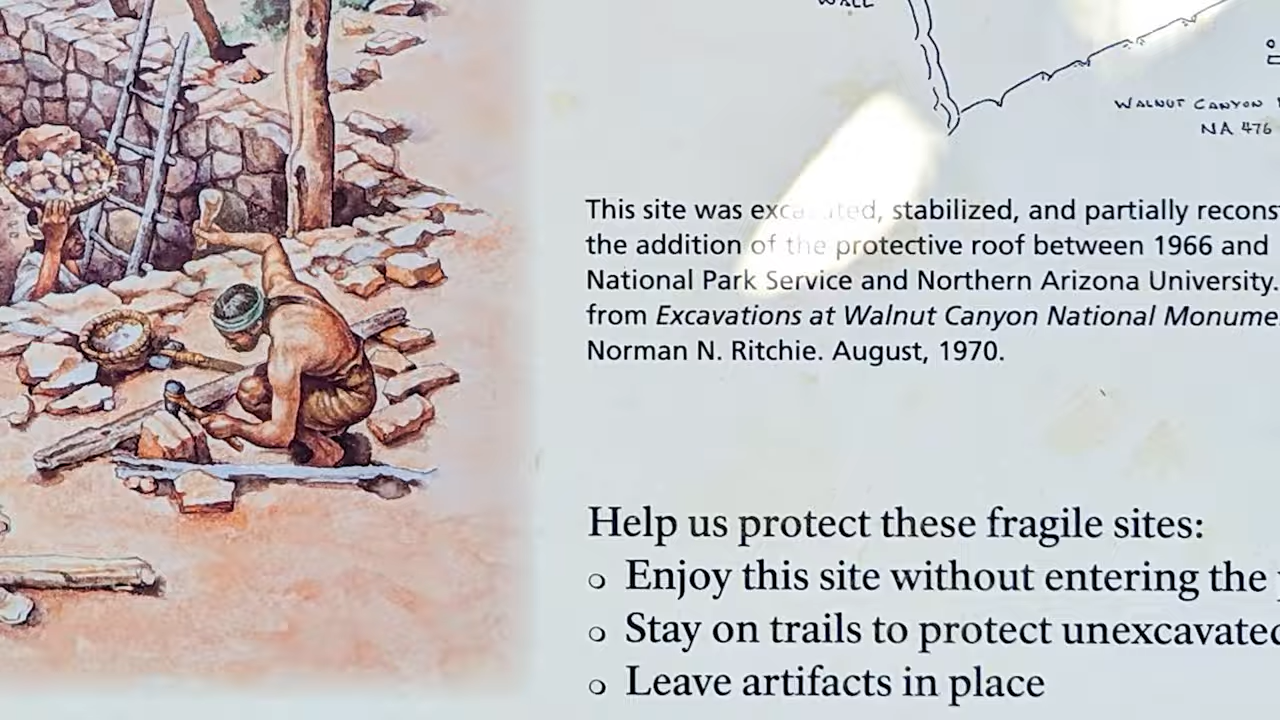 WALL
WALNUT CANYON
NA 476
This site was excavated, stabilized, and partially recons
the addition of the protective roof between 1966 and
National Park Service and Northern Arizona University.
from Excavations at Walnut Canyon National Monume
Norman N. Ritchie. August, 1970.
Help us protect these fragile sites:
○ Enjoy this site without entering the
○ Stay on trails to protect unexcavated
○ Leave artifacts in place